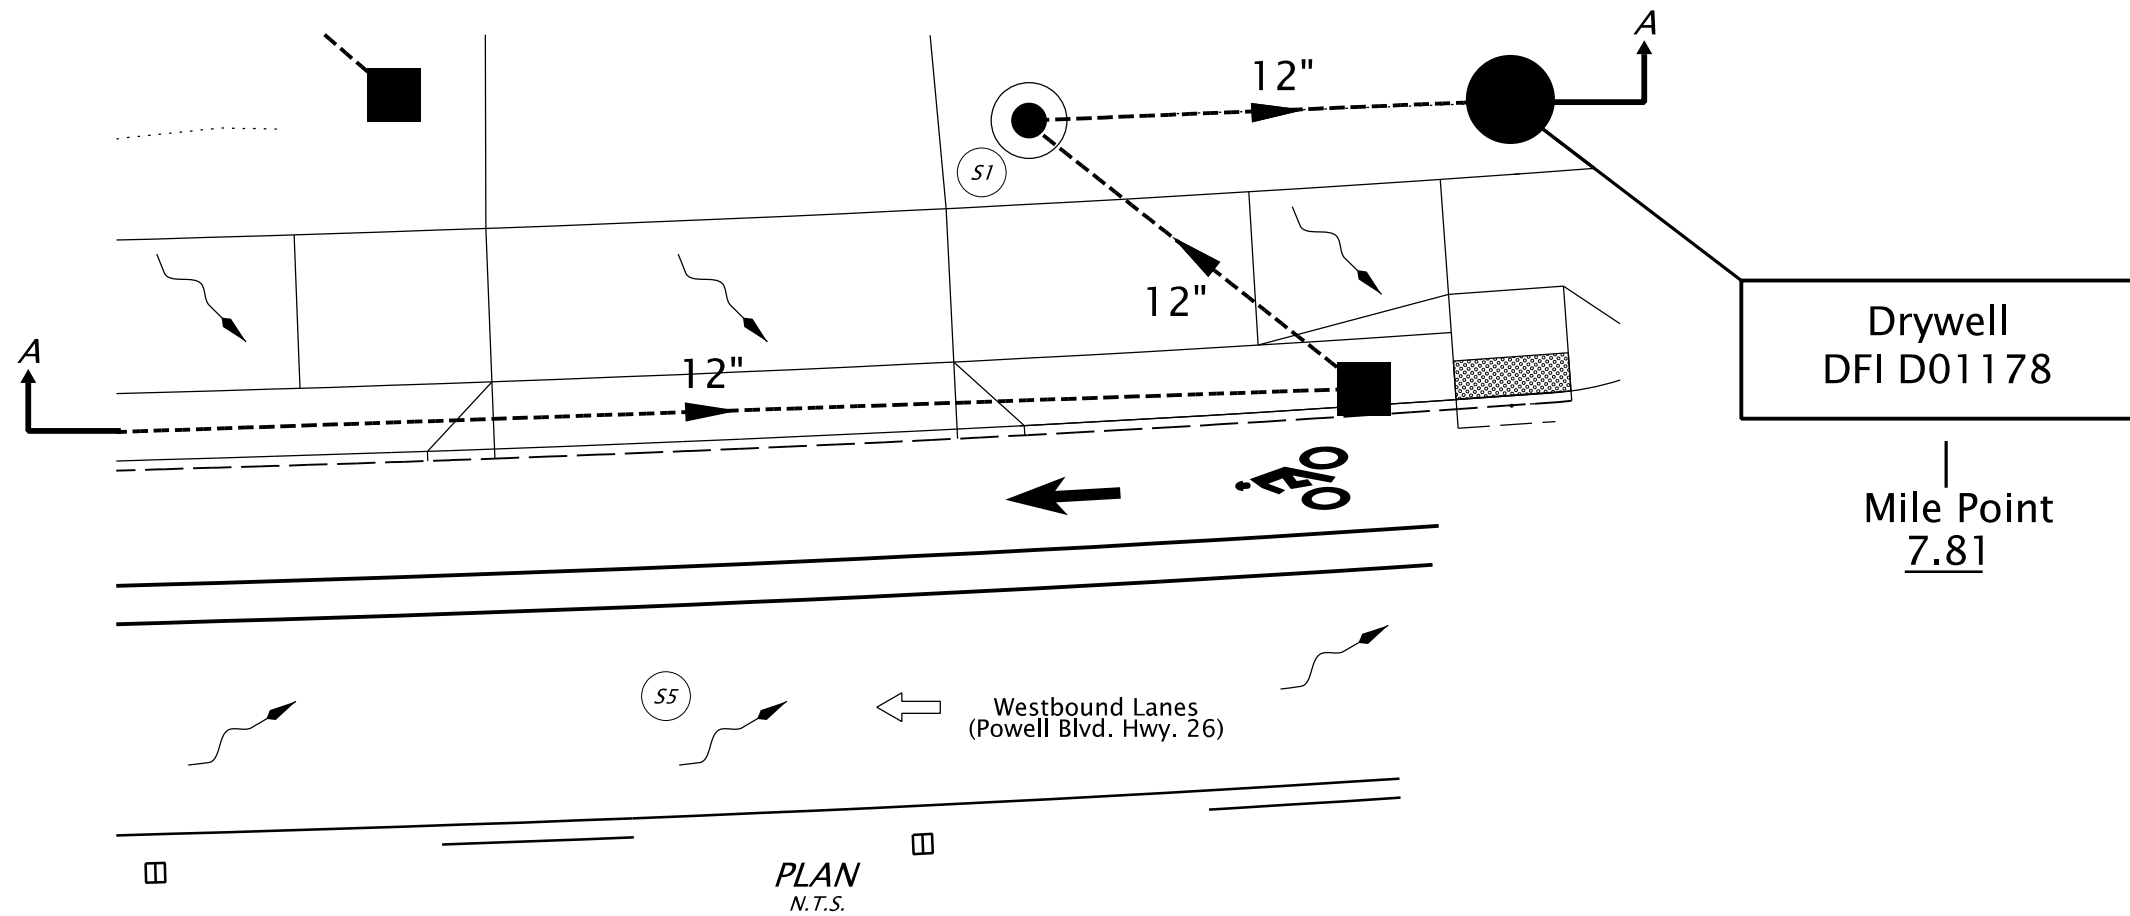 A
12"
S1
12"
A
12"
Drywell
DFI D01178
Mile Point
7.81
S5
Westbound Lanes
(Powell Blvd. Hwy. 26)
PLAN
N.T.S.